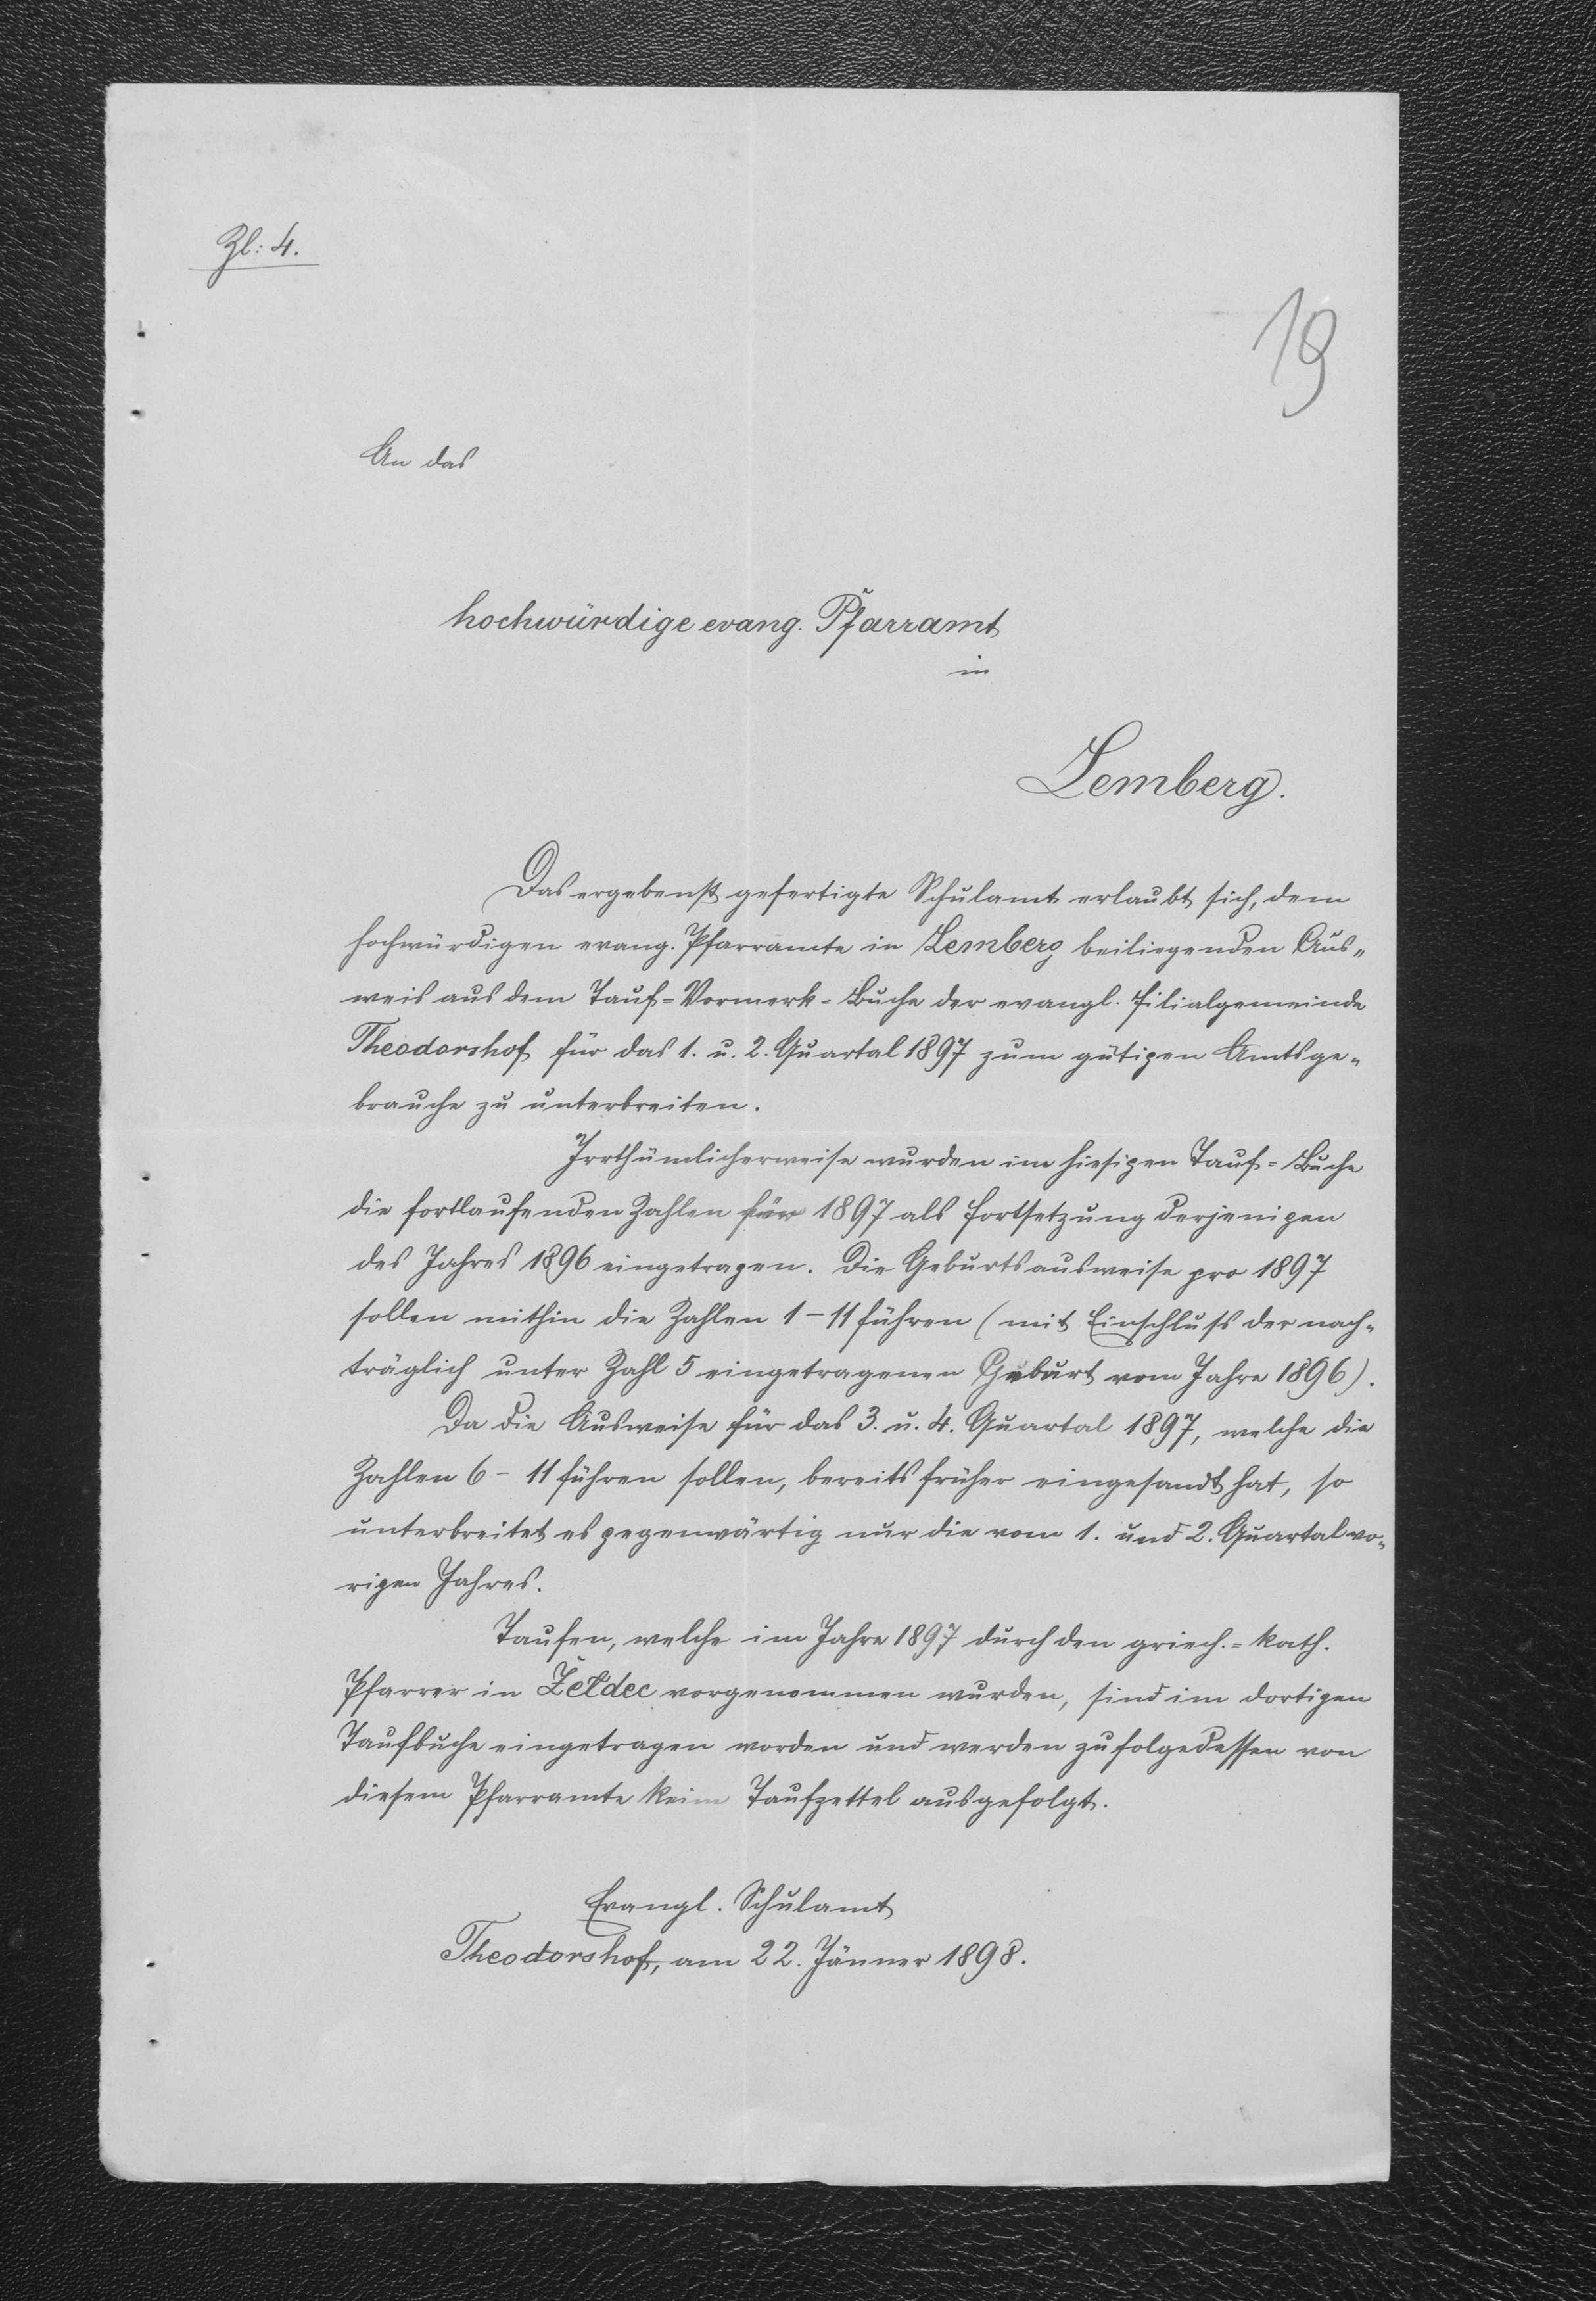 Zl: 4.
19
An das
hochwürdige evang. Pfarramt
in
Lemberg.
Das ergebenst gefertigte Schulamt erlaubt sich, dem
hochwürdigen evang. Pfarramte in Lemberg beiliegenden Aus-
weis aus dem Tauf-Vormerk-Buche der evangl. Filialgemeinde
Theodorshof für das 1. u. 2. Quartal 1897 zum gütigen Amtsge-
brauche zu unterbreiten.
Irrthümlicherweise wurden im hiesigen Tauf-Buche
die fortlaufenden Zahlen für 1897 als Fortsetzung derjenigen
des Jahres 1896 eingetragen. Die Geburtsausweise pro 1897
sollen mithin die Zahlen 1-11 führen (mit Einschluss der nach-
träglich unter Zahl 5 eingetragenen Geburt vom Jahre 1896).
Da die Ausweise für das 3. u. 4. Quartal 1897, welche die
Zahlen 6-11 führen sollen, bereits früher eingesandt hat, so
unterbreitet es gegenwärtig nur die vom 1. und 2. Quartal vo-
rigen Jahres.
Taufen, welche im Jahre 1897 durch den griech.-kath.
Pfarrer in Żełdec vorgenommen wurden, sind im dortigen
Taufbuche eingetragen worden und werden zufolgedessen von
diesem Pfarramte keine Taufzettel ausgefolgt.
Evangl. Schulamt
Theodorshof, am 22. Jänner 1898.